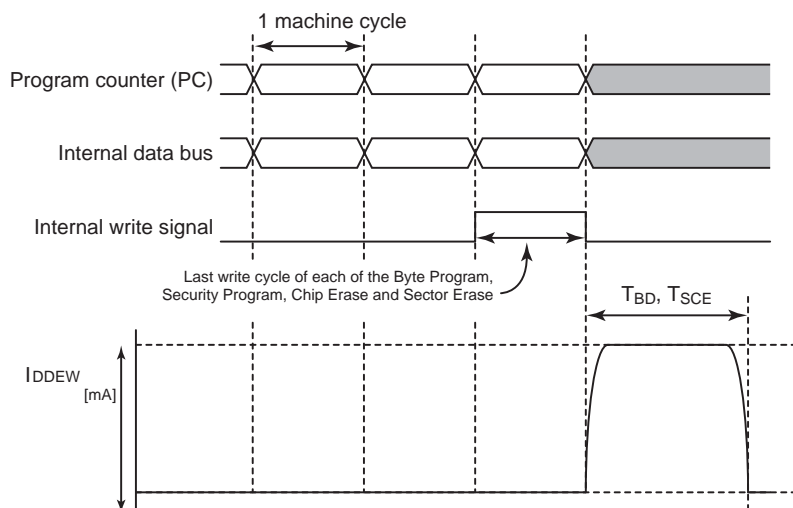 1 machine cycle
Program counter (PC)
Internal data bus
Internal write signal
Last write cycle of each of the Byte Program,
Security Program, Chip Erase and Sector Erase
TBD, TSCE
IDDEW
[mA]